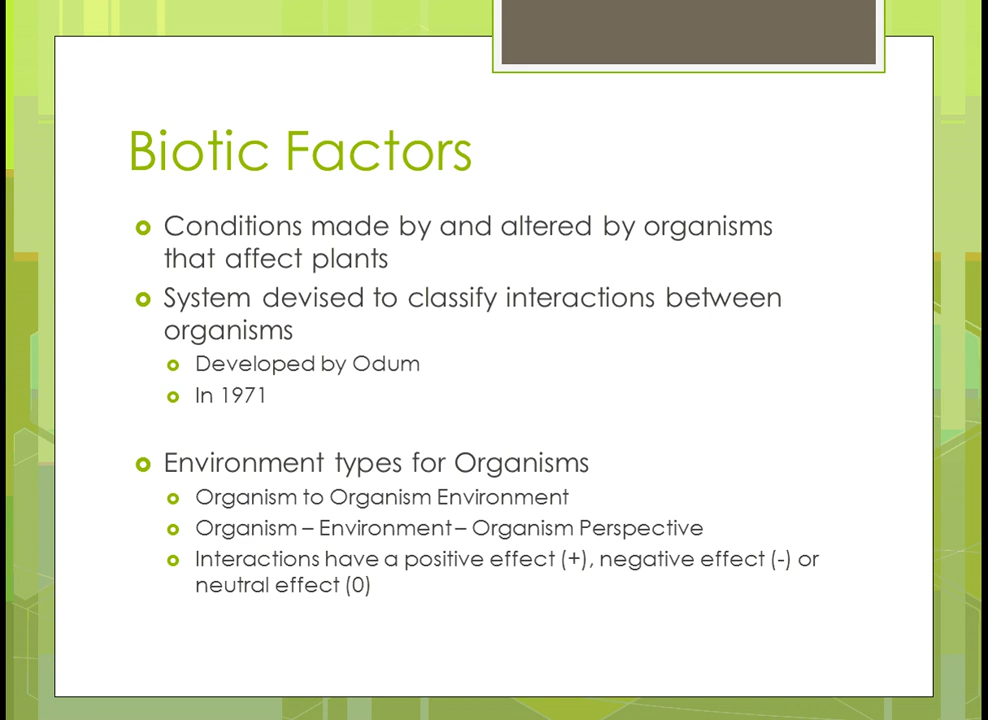 Biotic Factors
Conditions made by and altered by organisms
that affect plants
System devised to classify interactions between
organisms
Developed by Odum
In 1971
Environment types for Organisms
Organism to Organism Environment
Organism – Environment – Organism Perspective
Interactions have a positive effect (+), negative effect (-) or
neutral effect (0)